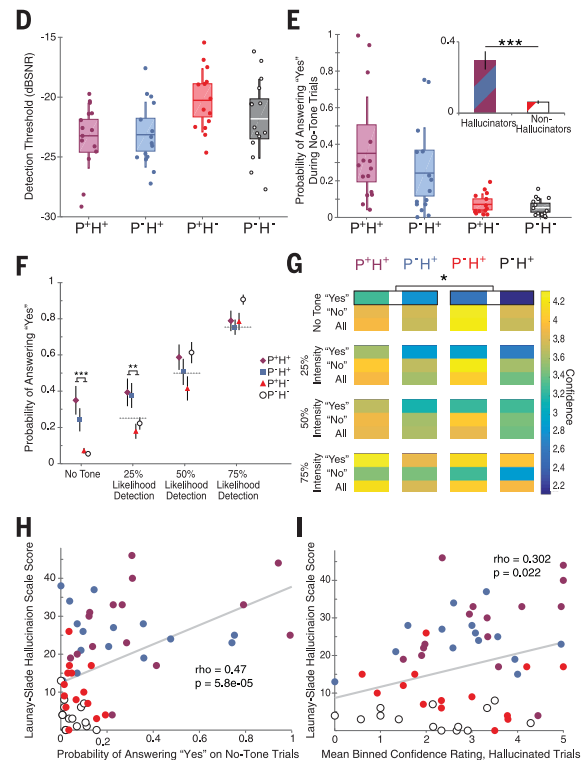 D
Detection Threshold (dBSNR)
-15
-20
-25
-30
P+H+
P-H+
P+H-
P-H-
E
Probability of Answering “Yes”
During No-Tone Trials
1
0.8
0.6
0.4
0.2
0
P+H+
P-H+
P+H-
P-H-
0.4
0
***
Hallucinators
Non-
Hallucinators
F
Probability of Answering “Yes”
1
0.8
0.6
0.4
0.2
0
***
**
P+H+
P-H+
P+H-
P-H-
No Tone
25%
Likelihood
Detection
50%
Likelihood
Detection
75%
Likelihood
Detection
G
P+H+
P-H+
P-H+
P-H+
*
No Tone
“Yes”
“No”
All
25%
Intensity
“Yes”
“No”
All
50%
Intensity
“Yes”
“No”
All
75%
Intensity
“Yes”
“No”
All
4.2
4
3.8
3.6
3.4
3.2
3
2.8
2.6
2.4
2.2
Confidence
H
Launay-Slade Hallucinaion Scale Score
50
40
30
20
10
0
0
0.2
0.4
0.6
0.8
1
rho = 0.47
p = 5.8e-05
Probability of Answering “Yes” on No-Tone Trials
I
Launay-Slade Hallucination Scale Score
50
40
30
20
10
0
0
1
2
3
4
5
rho = 0.302
p = 0.022
Mean Binned Confidence Rating, Hallucinated Trials